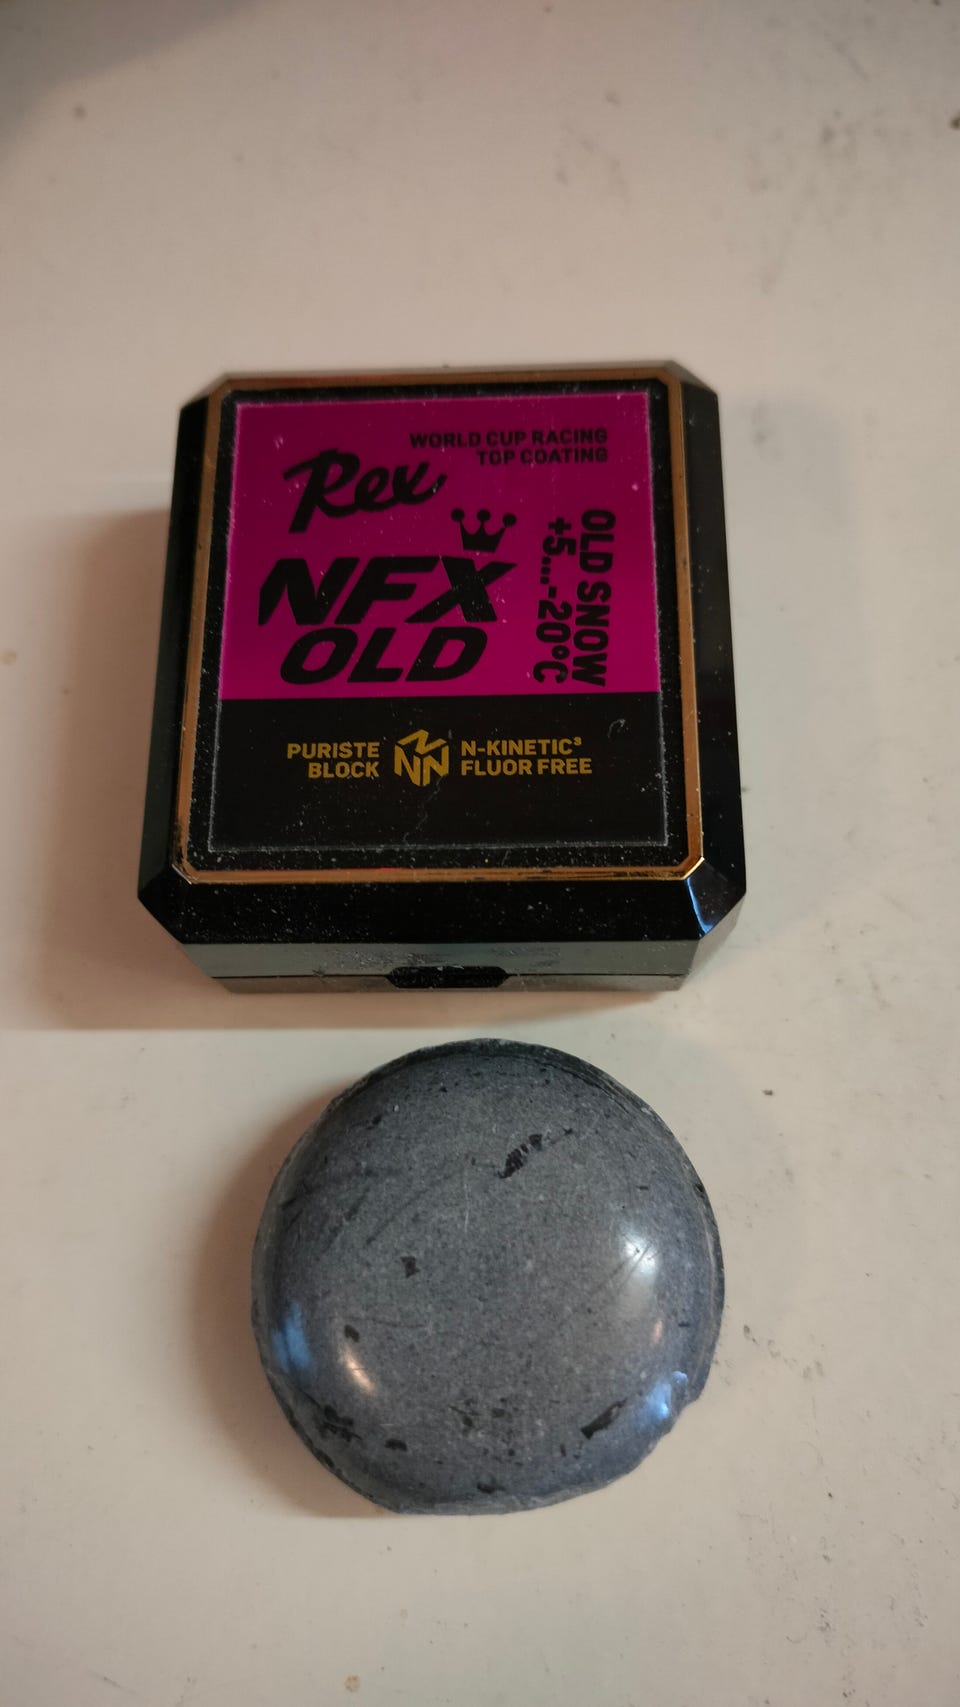 WORLD CUP RACING
TOP COATING
Rex
NFX
OLD
OLD SNOW
+5...-20°C
PURISTE
BLOCK
N-KINETIC³
FLUOR FREE